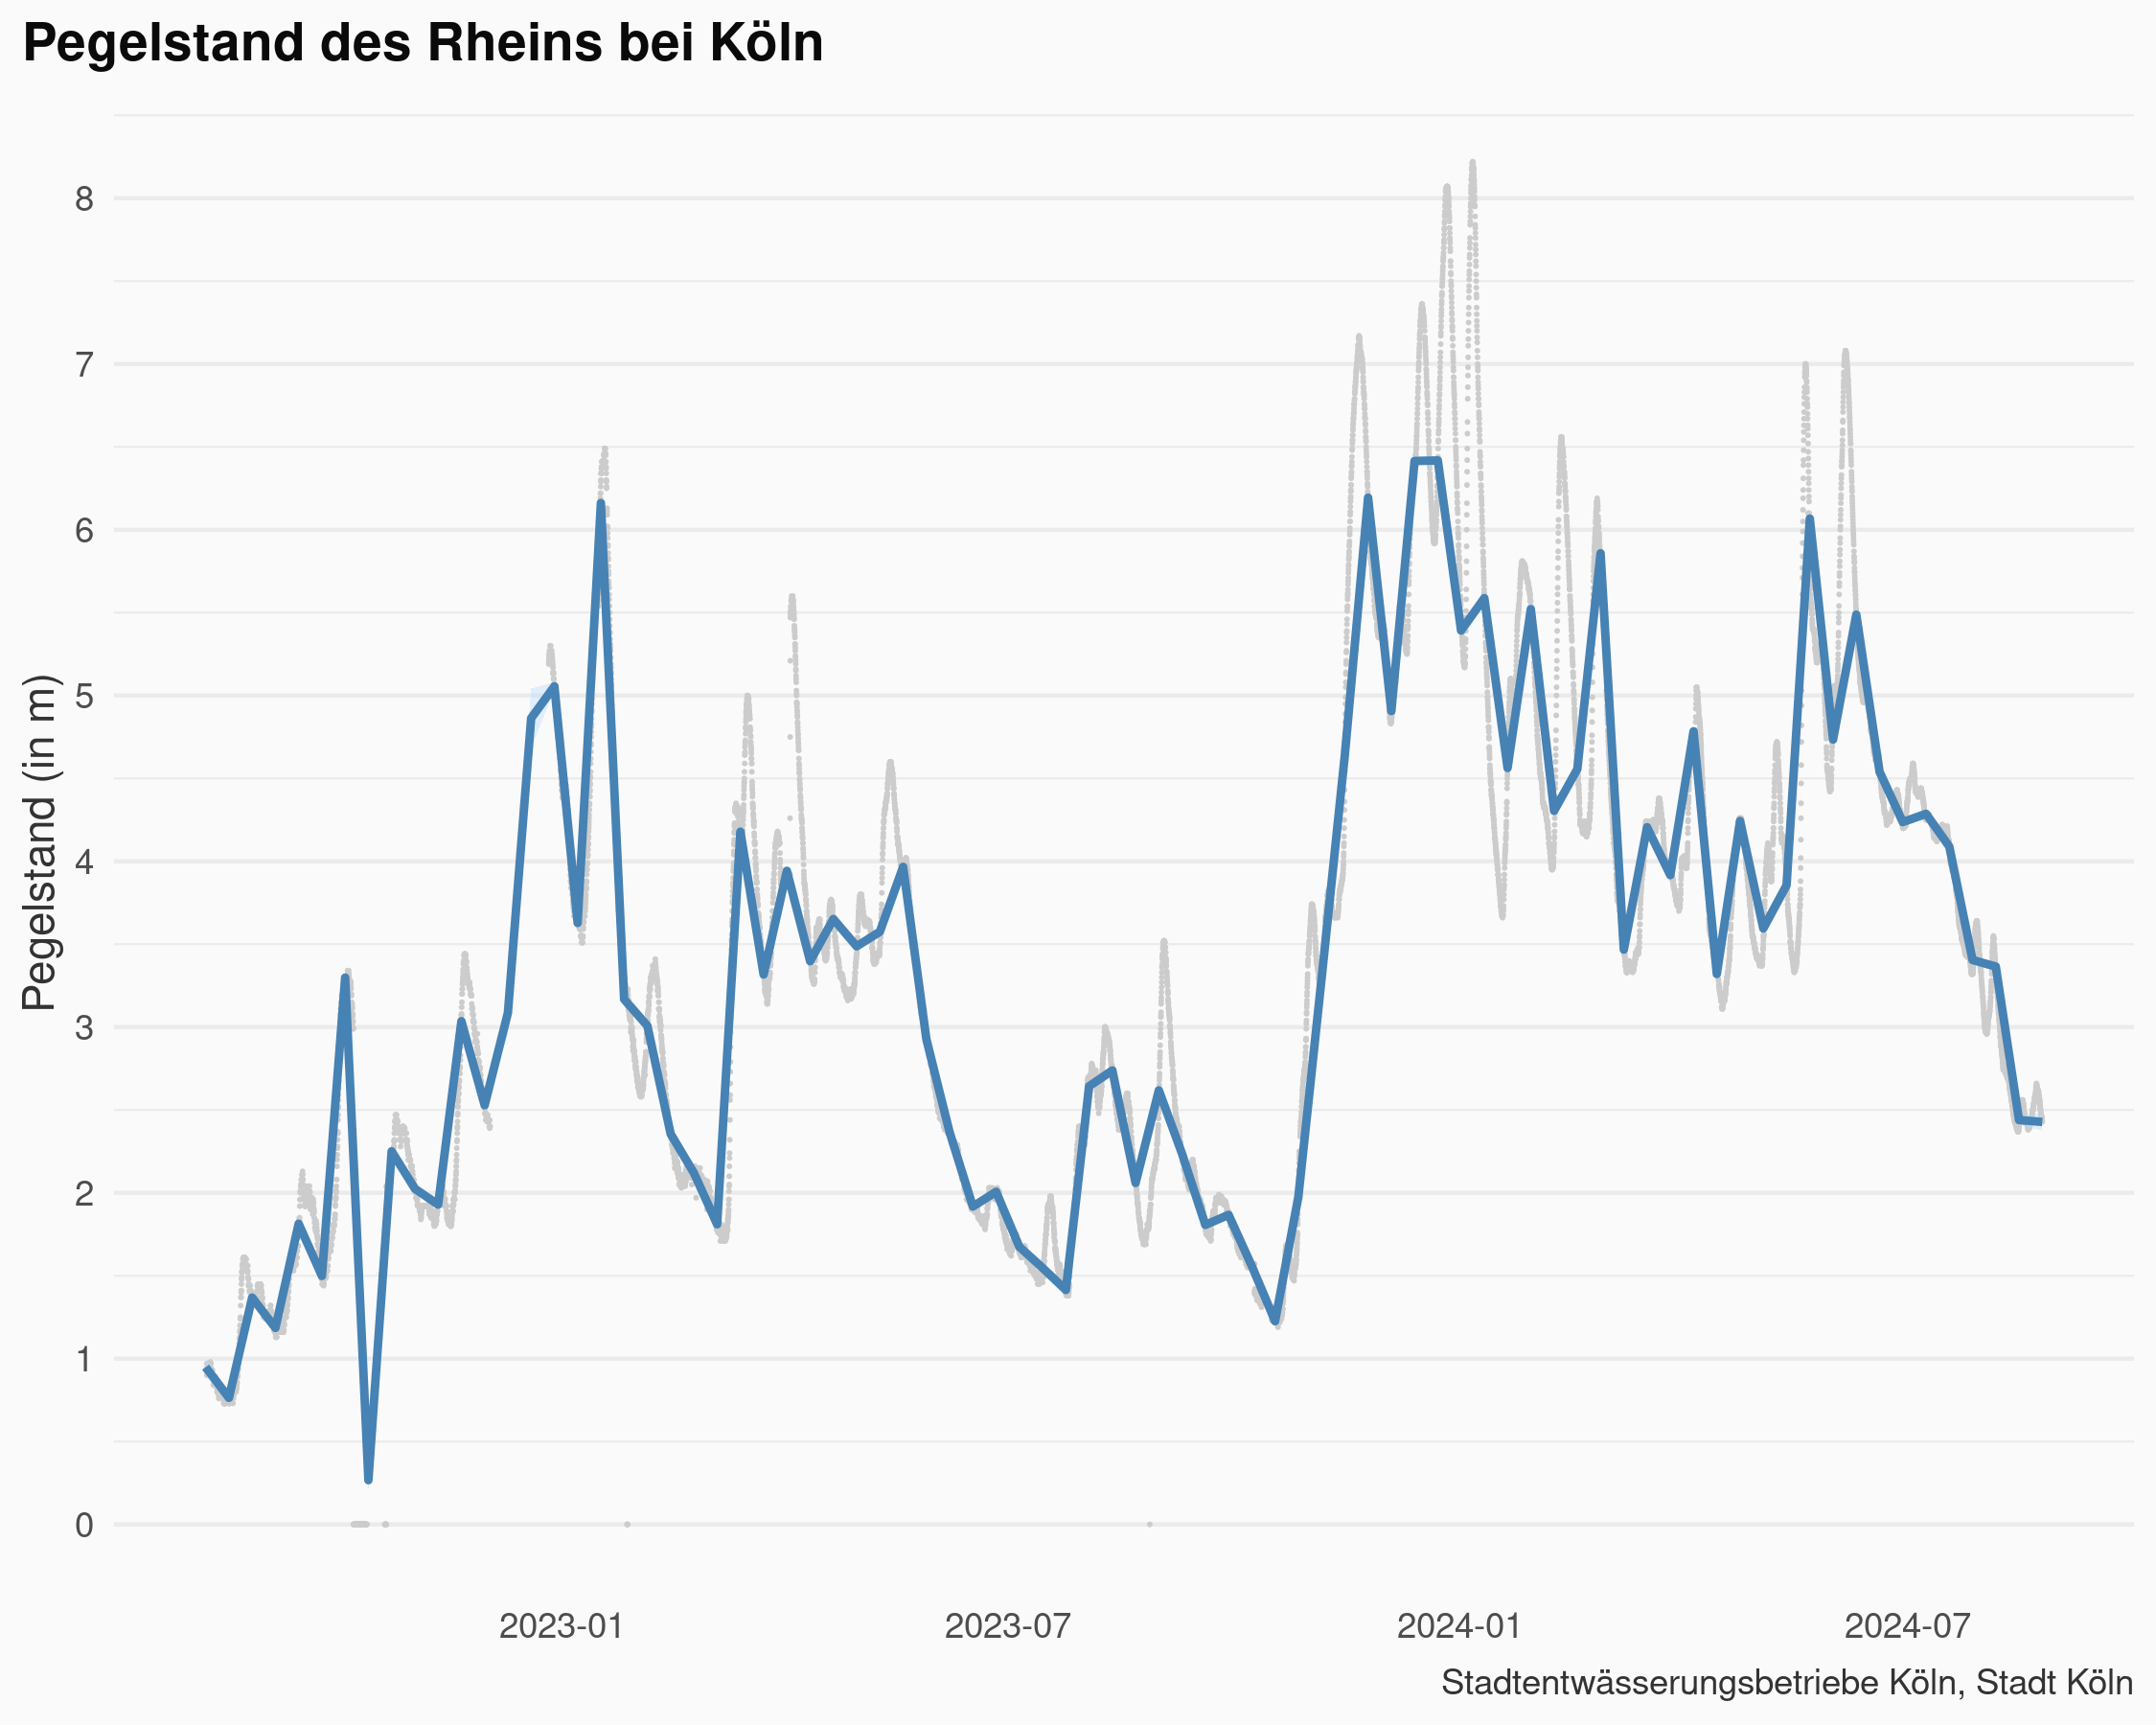 Pegelstand des Rheins bei Köln
Pegelstand (in m)
8
7
6
5
4
3
2
1
0
2023-01 2023-07 2024-01 2024-07
Stadtentwässerungsbetriebe Köln, Stadt Köln